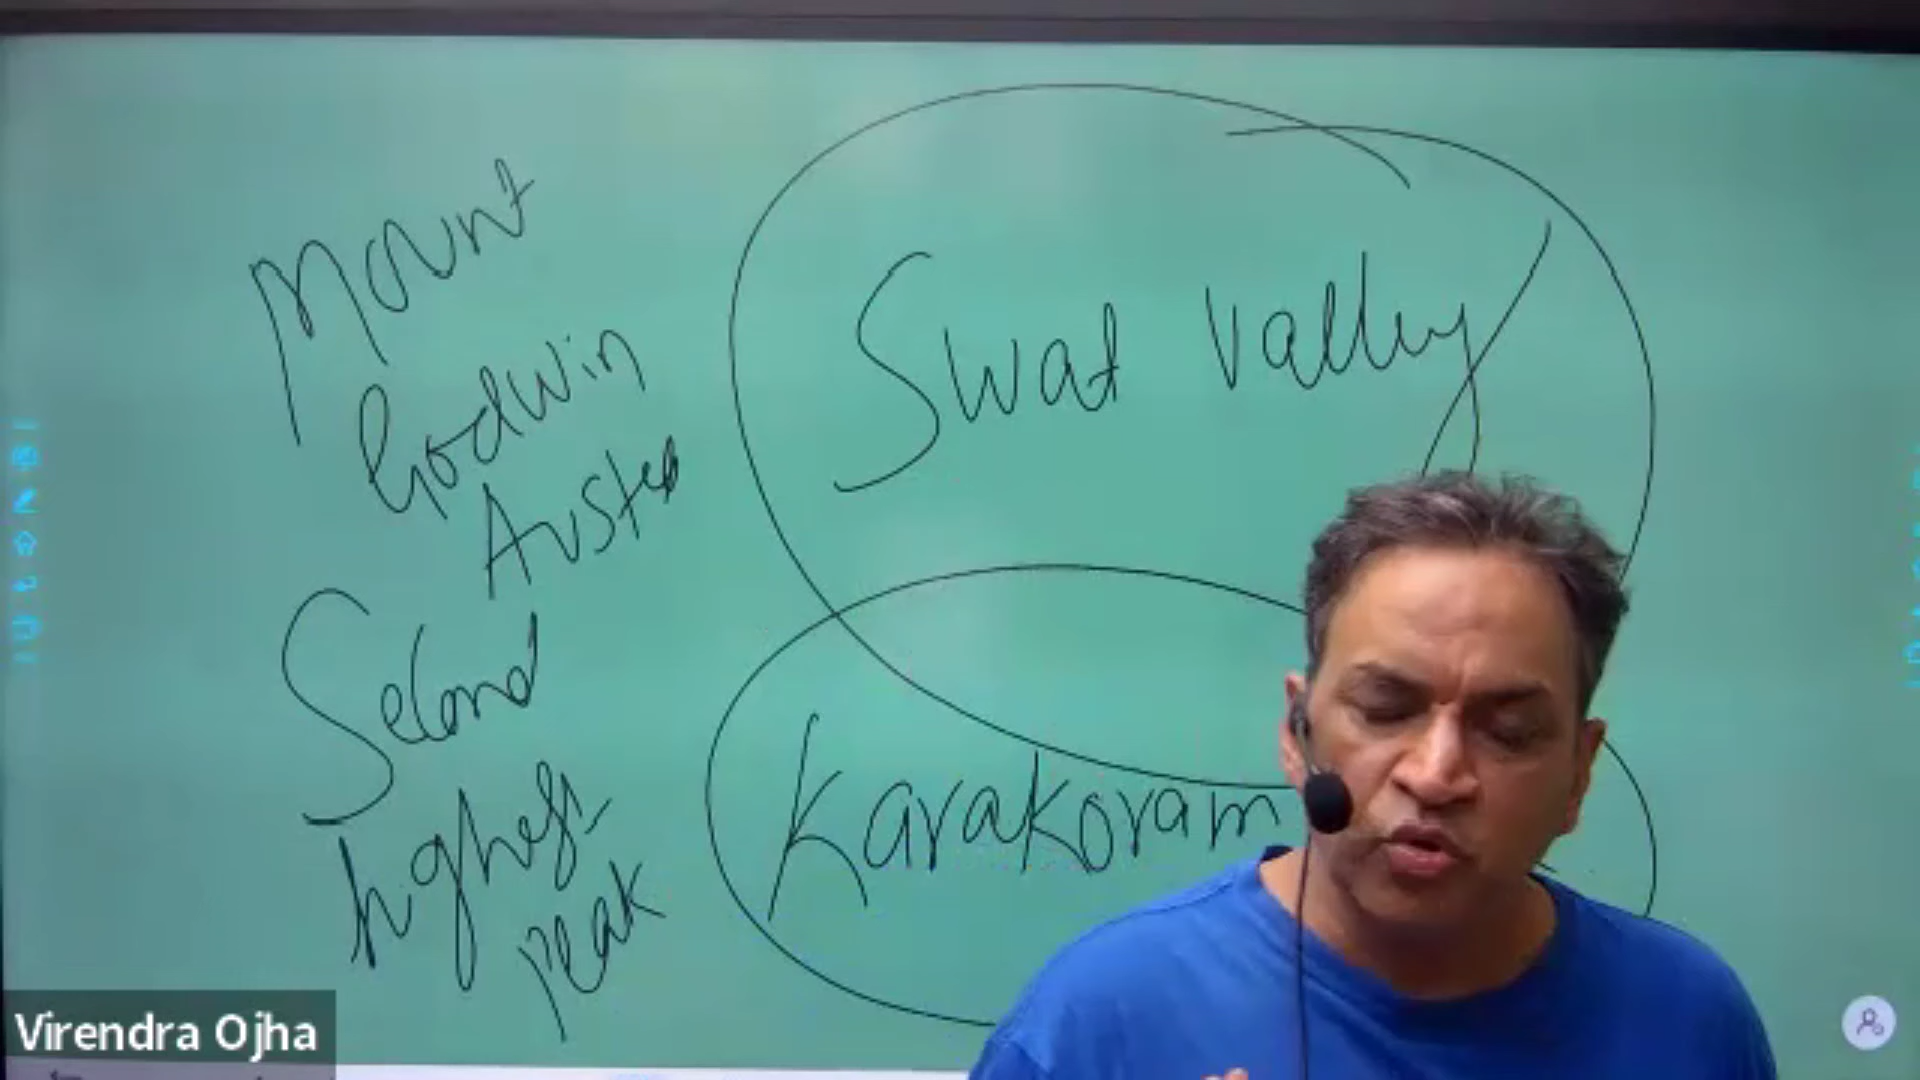 Mount
Godwin
Austen
Second
highest
peak
Swat valley
Karakoram
Virendra Ojha